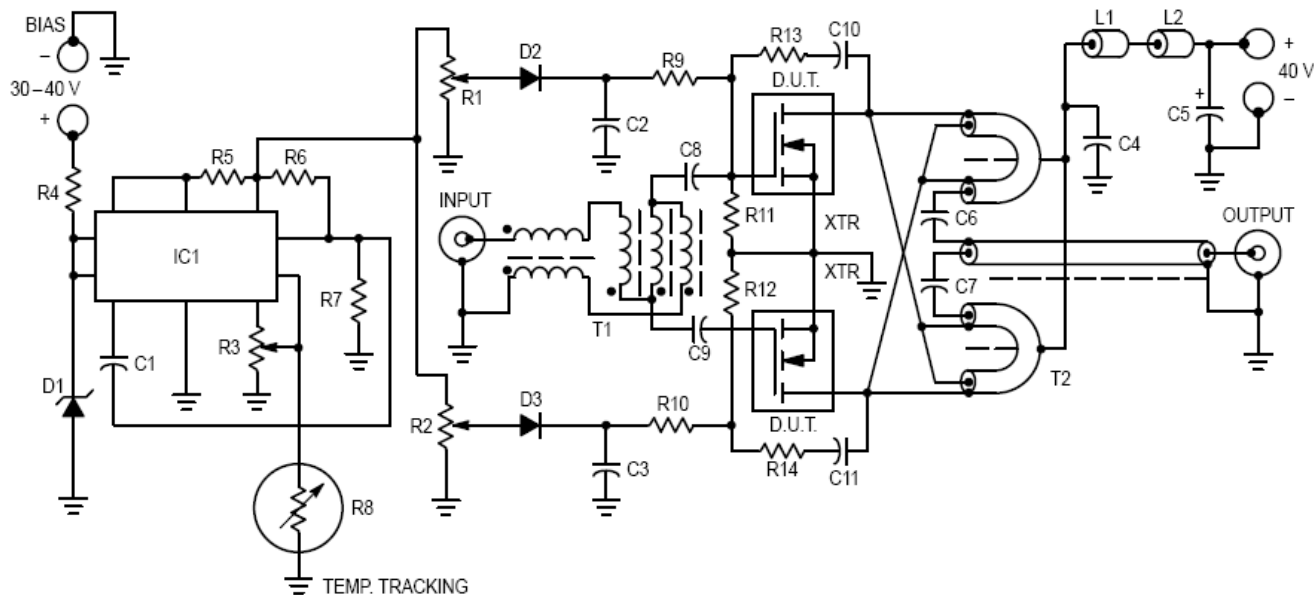 BIAS
–
30–40 V
+
R4
R5
R6
IC1
R7
R3
C1
D1
R8
TEMP. TRACKING
R1
D2
C2
R9
R13
C10
D.U.T.
C8
INPUT
R11
XTR
XTR
R12
T1
C9
R2
D3
C3
R10
R14
C11
D.U.T.
L1
L2
+
40 V
–
+
C5
C4
C6
C7
OUTPUT
T2